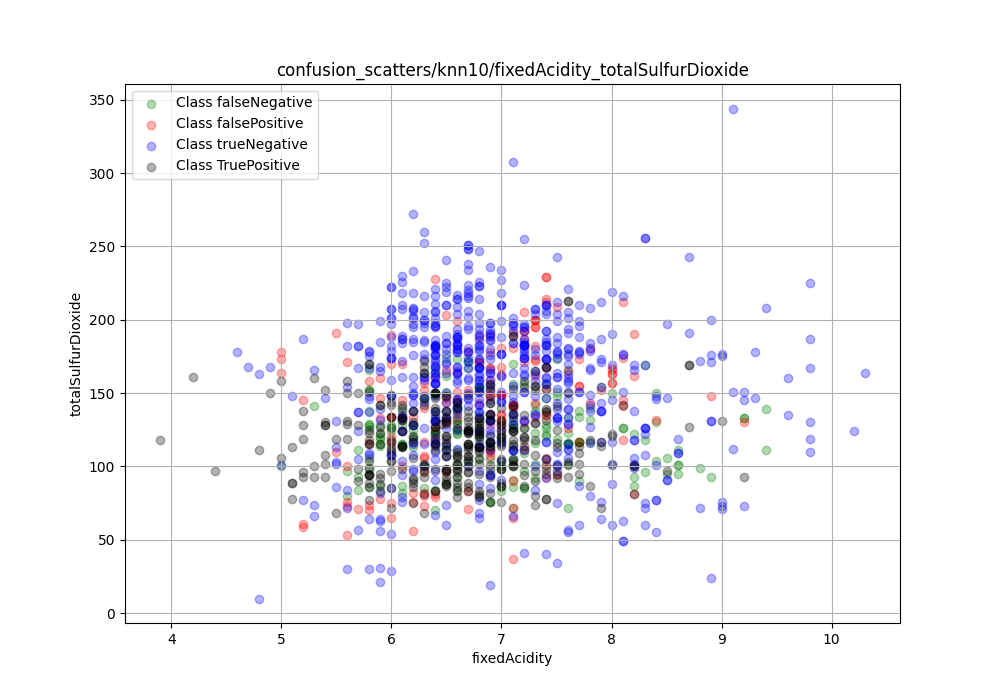 confusion_scatters/knn10/fixedAcidity_totalSulfurDioxide
Class falseNegative
Class falsePositive
Class trueNegative
Class TruePositive
350
300
250
200
150
100
50
0
totalSulfurDioxide
4 5 6 7 8 9 10
fixedAcidity